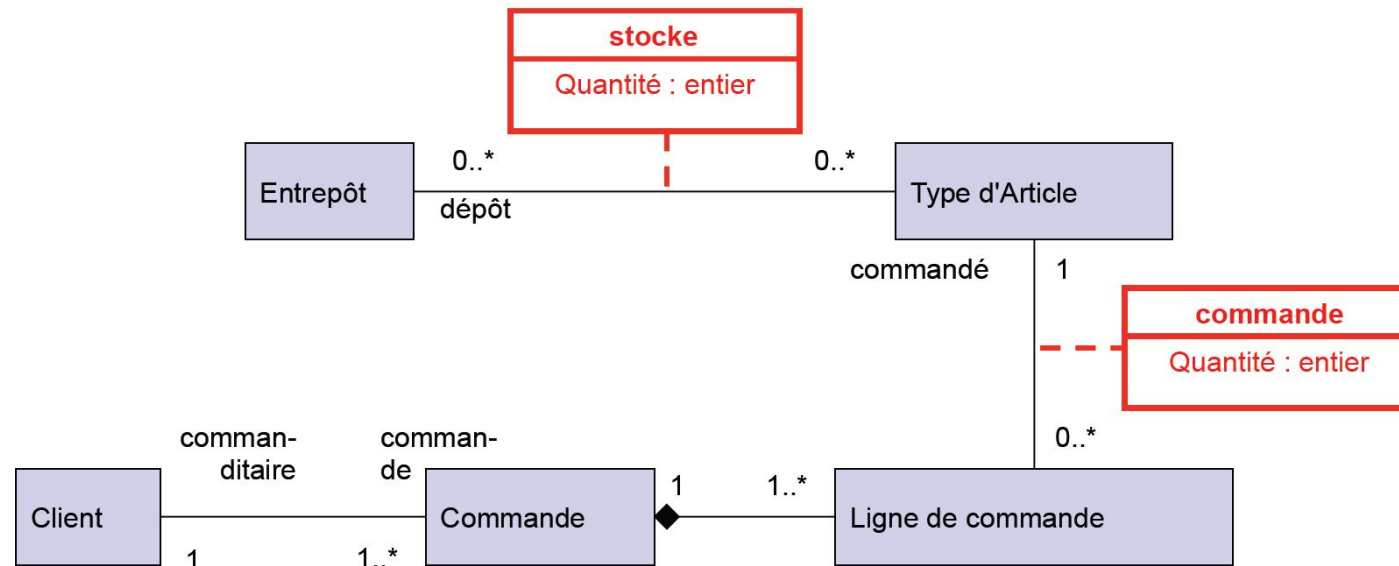 stocke
Quantité : entier
0..*
0..*
Entrepôt
Type d'Article
dépôt
commandé
1
commande
Quantité : entier
0..*
comman-
ditaire
comman-
de
1
1..*
Client
Commande
Ligne de commande
1
1..*